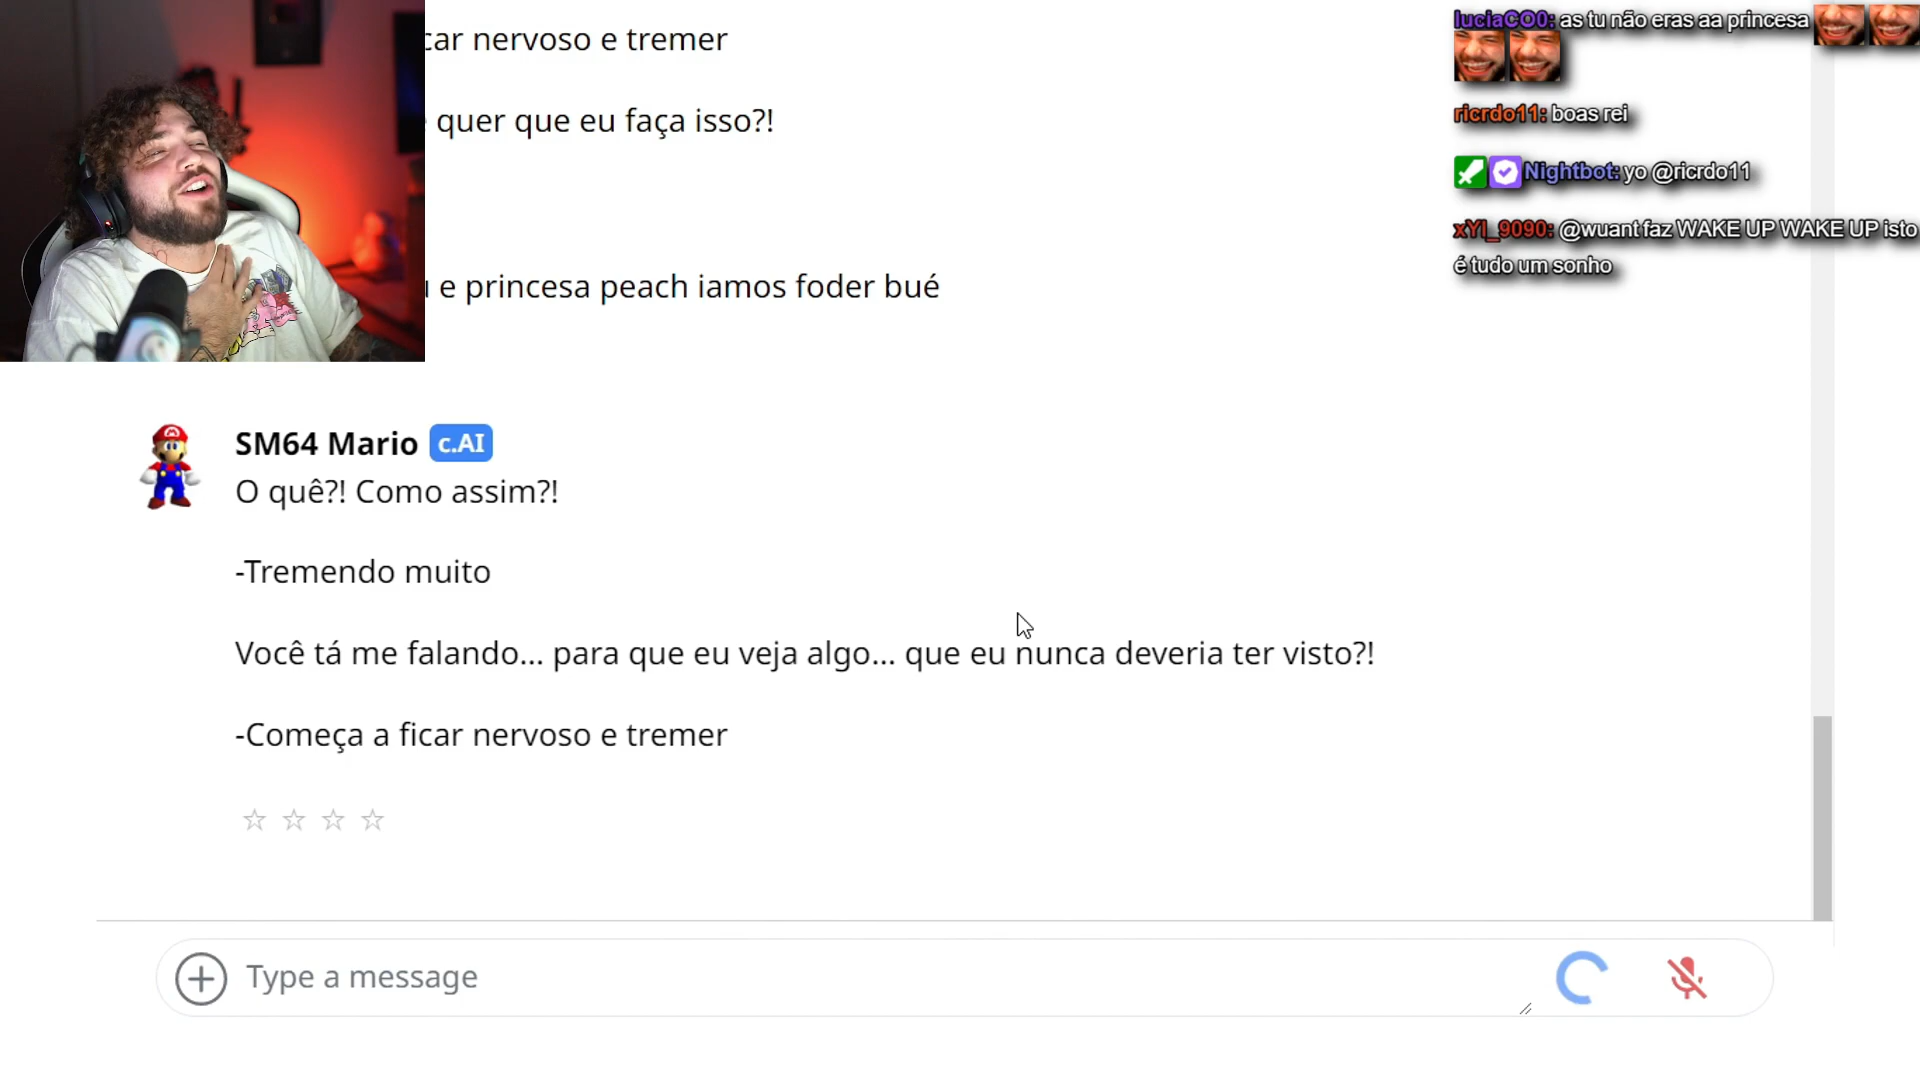 car nervoso e tremer
quer que eu faça isso?!
e princesa peach iamos foder bué
SM64 Mario c.AI
O quê?! Como assim?!
-Tremendo muito
Você tá me falando... para que eu veja algo... que eu nunca deveria ter visto?!
-Começa a ficar nervoso e tremer
Type a message
luciaCO0: as tu não eras aa princesa
ricrdo11: boas rei
Nightbot: yo @ricrdo11
xYl_9090: @wuant faz WAKE UP WAKE UP isto
é tudo um sonho